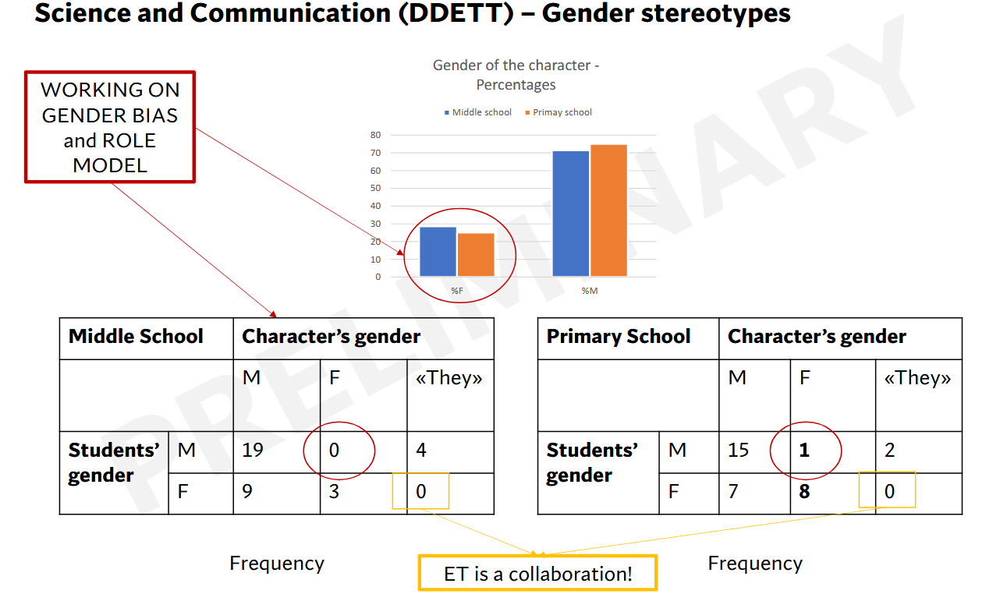 Science and Communication (DDETT) – Gender stereotypes
WORKING ON
GENDER BIAS
and ROLE
MODEL
Gender of the character -
Percentages
Middle school Primay school
80
70
60
50
40
30
20
10
0
%F %M
PRELIMINARY
Middle School Character’s gender
M F «They»
Students’ gender M 19 0 4
F 9 3 0
Primary School Character’s gender
M F «They»
Students’ gender M 15 1 2
F 7 8 0
Frequency
ET is a collaboration!
Frequency